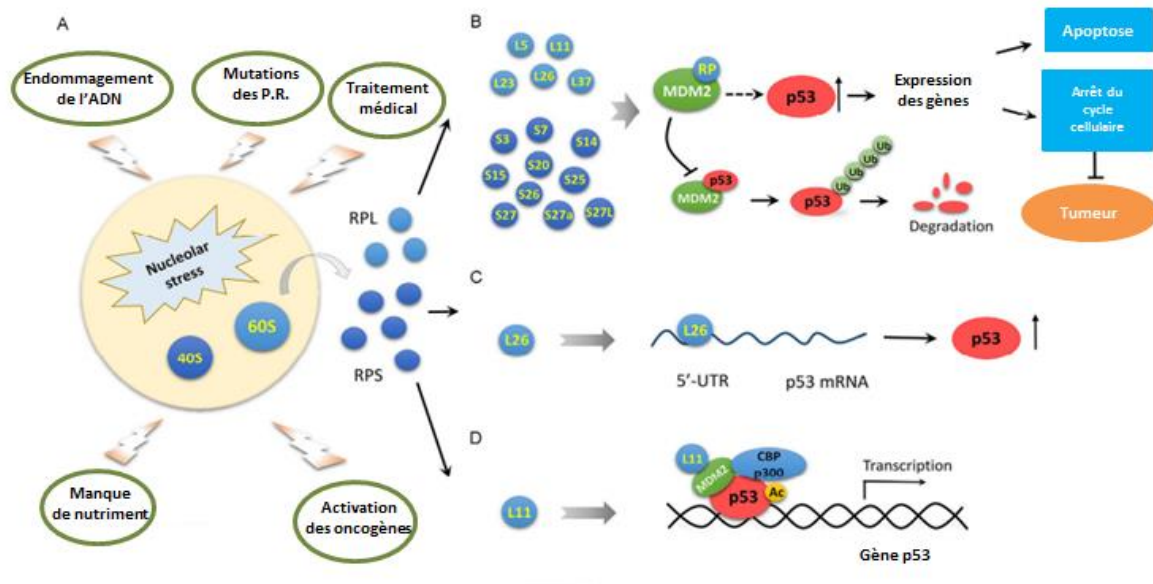 A
Endommagement
de l'ADN
Mutations
des P.R.
Traitement
médical
Nucleolar
stress
60S
40S
RPL
RPS
Manque
de nutriment
Activation
des oncogènes
B
L5
L11
L23
L26
L37
S3
S7
S14
S15
S20
S25
S26
S27
S27a
S27L
RP
MDM2
p53
Expression
des gènes
Apoptose
Arrêt du
cycle
cellulaire
Tumeur
p53
MDM2
p53
Ub
Ub
Ub
Ub
Degradation
C
L26
L26
5′-UTR
p53 mRNA
p53
D
L11
L11
MDM2
CBP
p300
p53
Ac
Transcription
Gène p53